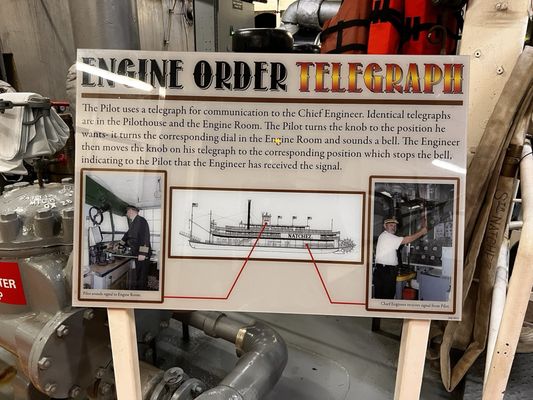 ENGINE ORDER TELEGRAPH
The Pilot uses a telegraph for communication to the Chief Engineer. Identical telegraphs
are in the Pilothouse and the Engine Room. The Pilot turns the knob to the position he
wants- it turns the corresponding dial in the Engine Room and sounds a bell. The Engineer
then moves the knob on his telegraph to the corresponding position which stops the bell,
indicating to the Pilot that the Engineer has received the signal.
NATCHEZ
Pilot sounds signal to Engine Room.
Chief Engineer receives signal from Pilot